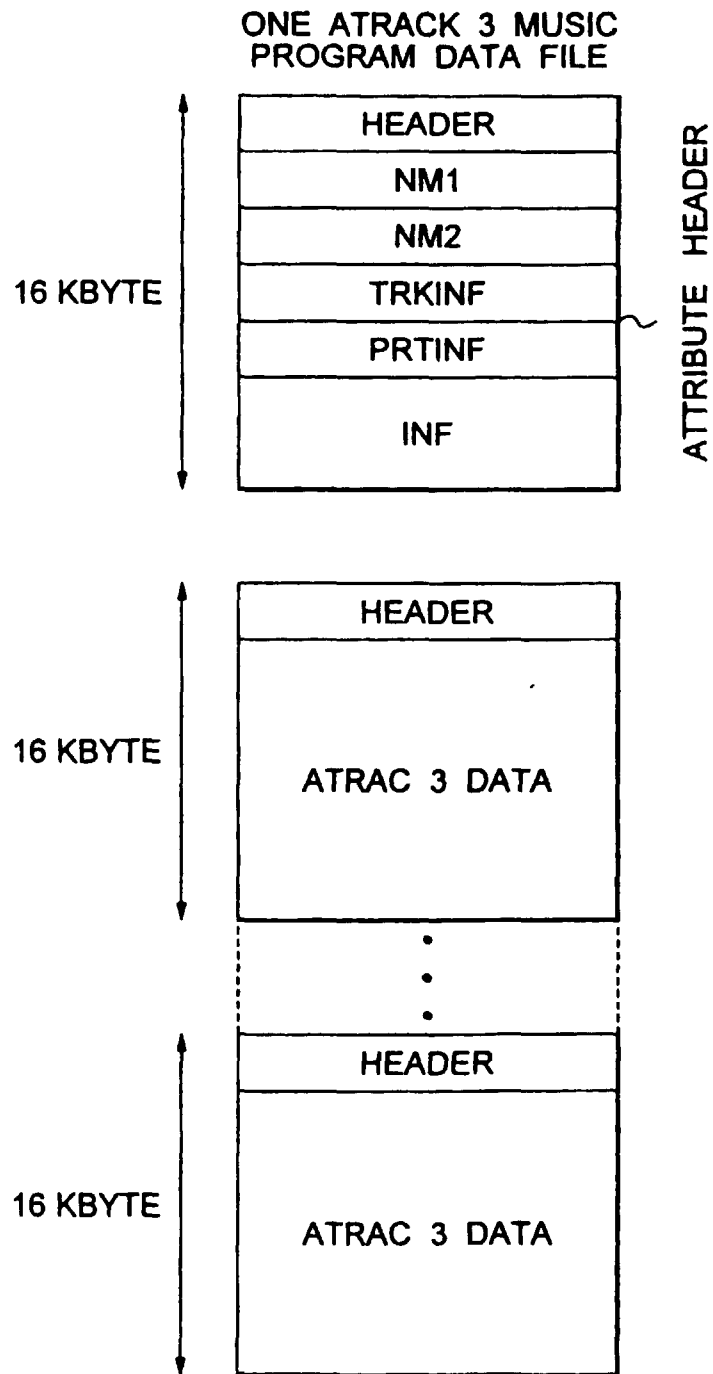 ONE ATRACK 3 MUSIC
PROGRAM DATA FILE
HEADER
NM1
NM2
16 KBYTE
TRKINF
PRTINF
INF
ATTRIBUTE HEADER
HEADER
16 KBYTE
ATRAC 3 DATA
HEADER
16 KBYTE
ATRAC 3 DATA